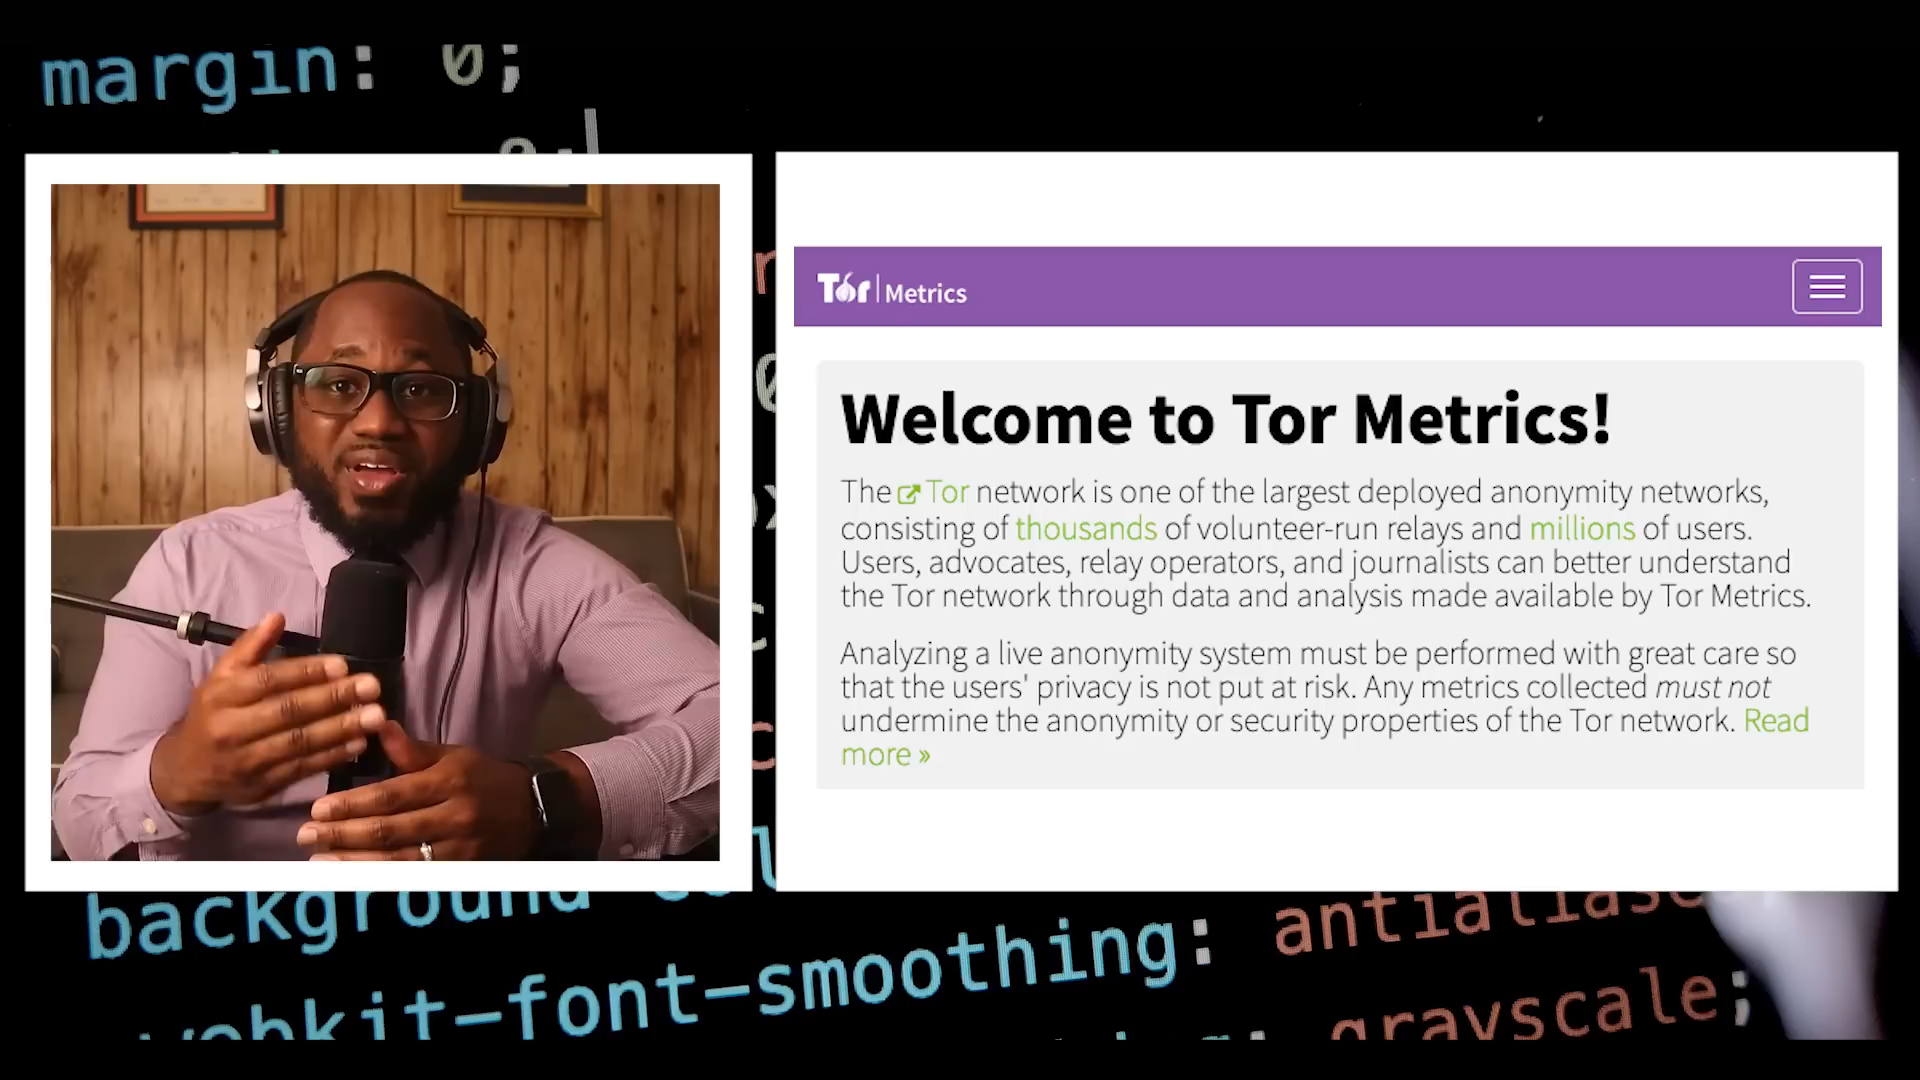 margin: 0;
Tor | Metrics
Welcome to Tor Metrics!
The Tor network is one of the largest deployed anonymity networks,
consisting of thousands of volunteer-run relays and millions of users.
Users, advocates, relay operators, and journalists can better understand
the Tor network through data and analysis made available by Tor Metrics.
Analyzing a live anonymity system must be performed with great care so
that the users' privacy is not put at risk. Any metrics collected must not
undermine the anonymity or security properties of the Tor network. Read
more »
background
webkit-font-smoothing: antialiase
grayscale;